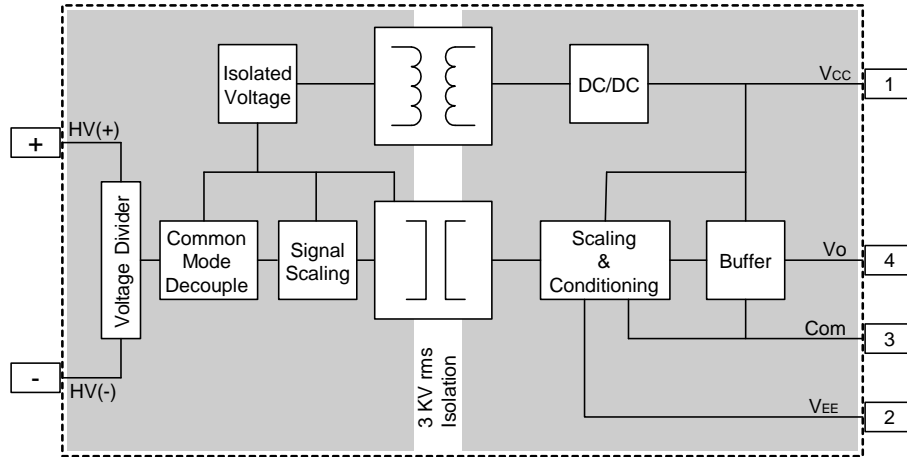 Isolated
Voltage
DC/DC
VCC
1
+
HV(+)
Voltage Divider
Common
Mode
Decouple
Signal
Scaling
Scaling
&
Conditioning
Buffer
Vo
4
Com
3
-
HV(-)
3 KV rms
Isolation
VEE
2